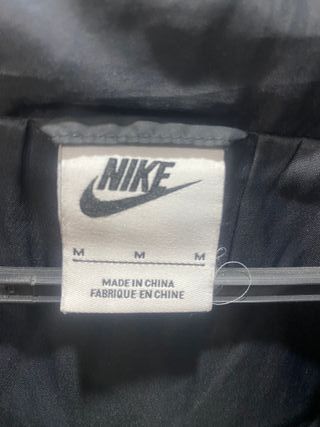 NIKE
M M M
MADE IN CHINA
FABRIQUE EN CHINE